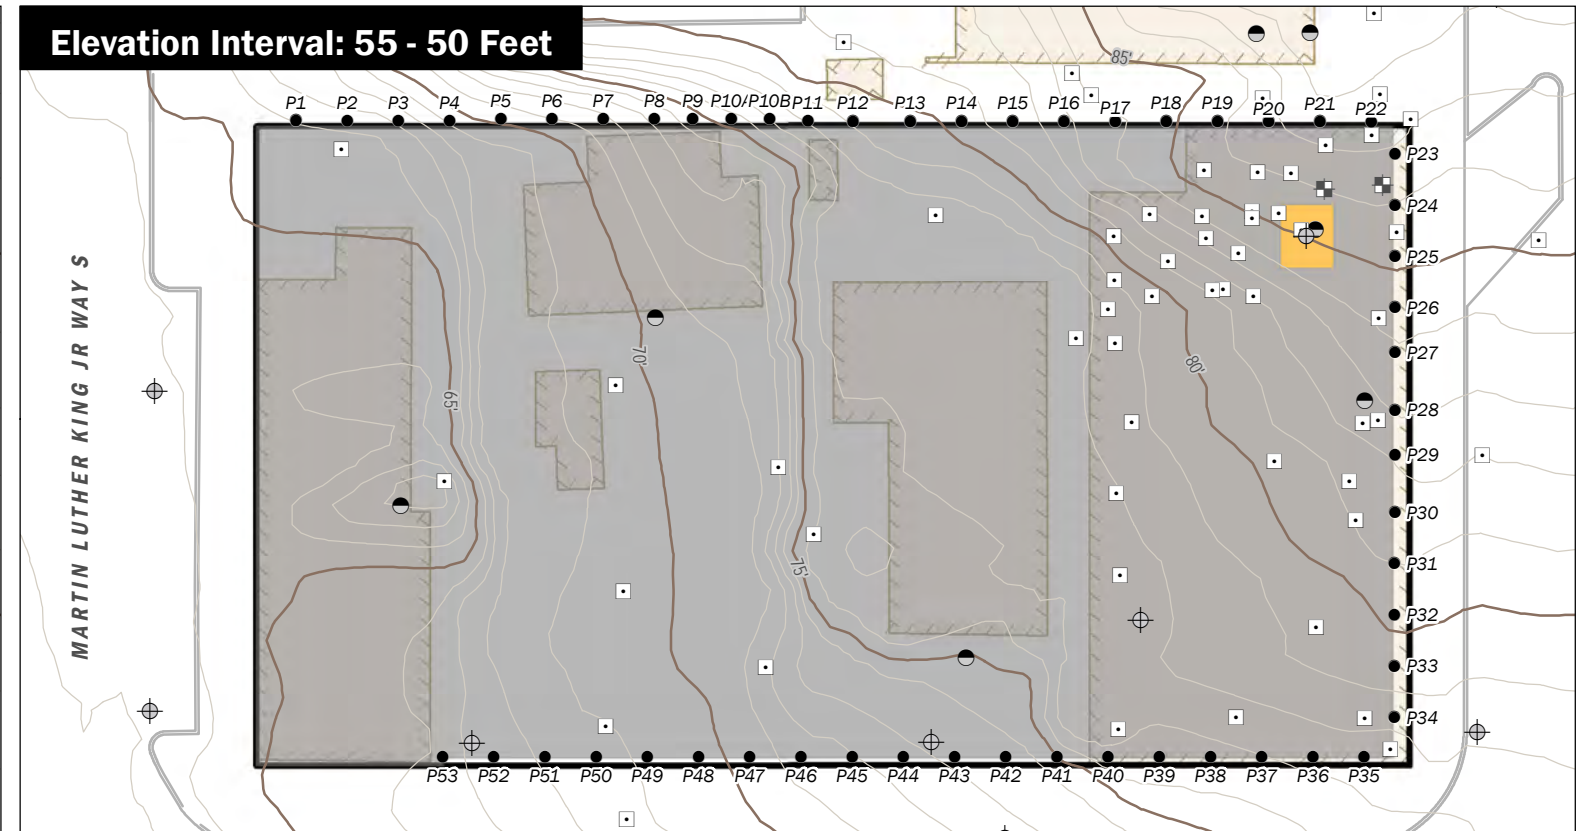 Elevation Interval: 55 - 50 Feet
85'
P1 P2 P3 P4 P5 P6 P7 P8 P9 P10A P10B P11 P12 P13 P14 P15 P16 P17 P18 P19 P20 P21 P22
P23
P24
P25
P26
P27
P28
P29
P30
P31
P32
P33
P34
MARTIN LUTHER KING JR WAY S
65'
70'
75'
80'
P53 P52 P51 P50 P49 P48 P47 P46 P45 P44 P43 P42 P41 P40 P39 P38 P37 P36 P35